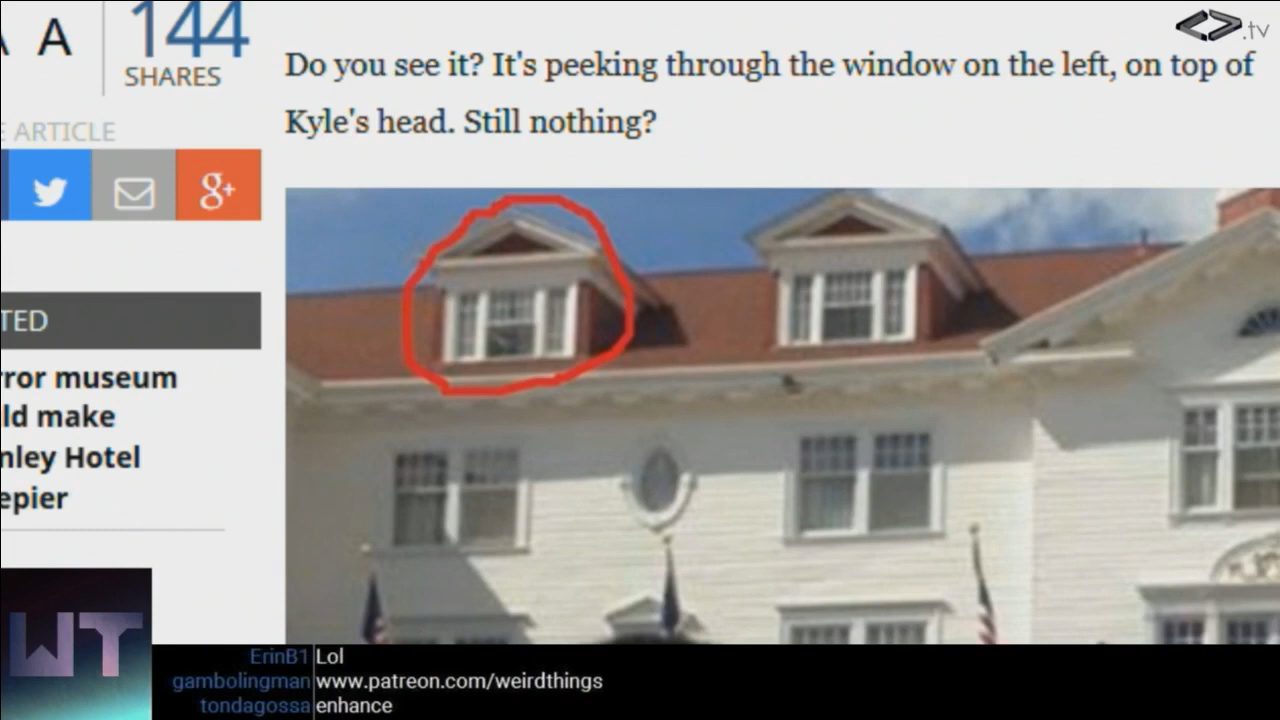 A
144
SHARES
.tv
Do you see it? It's peeking through the window on the left, on top of
Kyle's head. Still nothing?
E ARTICLE
g+
TED
rror museum
ld make
nley Hotel
epier
WT
ErinB1 Lol
gambolingman www.patreon.com/weirdthings
tondagossa enhance